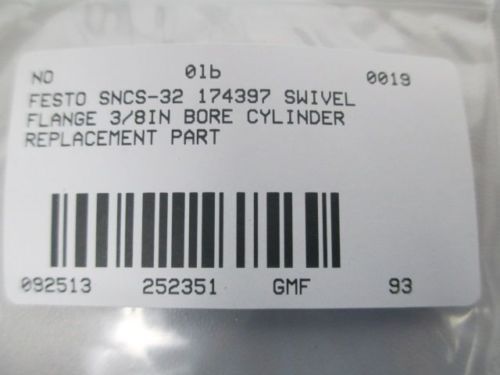 NO 01b 0019
FESTO SNCS-32 174397 SWIVEL
FLANGE 3/8IN BORE CYLINDER
REPLACEMENT PART
092513 252351 GMF 93